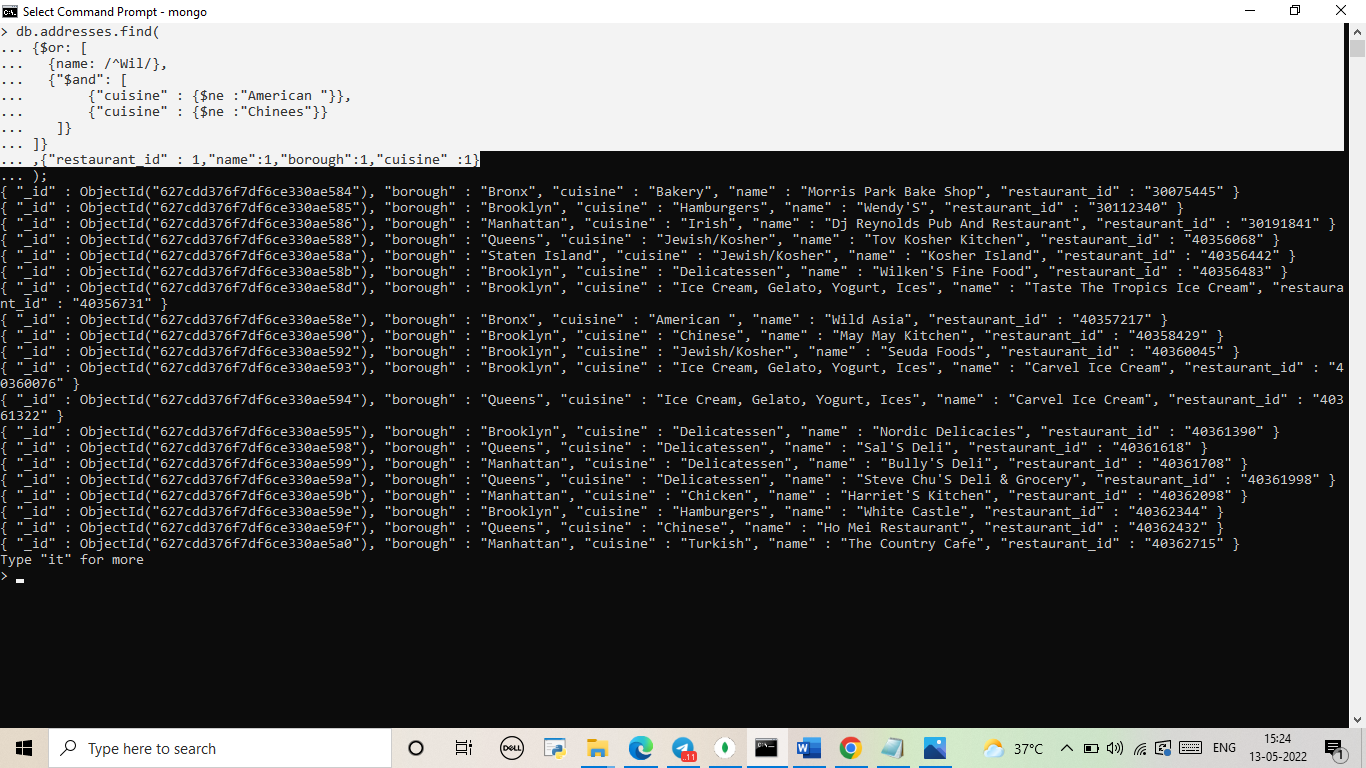 Select Command Prompt - mongo
> db.addresses.find(
... {$or: [
...   {name: /^Wil/},
...   {"$and": [
...        {"cuisine" : {$ne :"American "}},
...        {"cuisine" : {$ne :"Chinees"}}
...    ]}
... ]}
... ,{"restaurant_id" : 1,"name":1,"borough":1,"cuisine" :1}
... );
{ "_id" : ObjectId("627cdd376f7df6ce330ae584"), "borough" : "Bronx", "cuisine" : "Bakery", "name" : "Morris Park Bake Shop", "restaurant_id" : "30075445" }
{ "_id" : ObjectId("627cdd376f7df6ce330ae585"), "borough" : "Brooklyn", "cuisine" : "Hamburgers", "name" : "Wendy'S", "restaurant_id" : "30112340" }
{ "_id" : ObjectId("627cdd376f7df6ce330ae586"), "borough" : "Manhattan", "cuisine" : "Irish", "name" : "Dj Reynolds Pub And Restaurant", "restaurant_id" : "30191841" }
{ "_id" : ObjectId("627cdd376f7df6ce330ae588"), "borough" : "Queens", "cuisine" : "Jewish/Kosher", "name" : "Tov Kosher Kitchen", "restaurant_id" : "40356068" }
{ "_id" : ObjectId("627cdd376f7df6ce330ae58a"), "borough" : "Staten Island", "cuisine" : "Jewish/Kosher", "name" : "Kosher Island", "restaurant_id" : "40356442" }
{ "_id" : ObjectId("627cdd376f7df6ce330ae58b"), "borough" : "Brooklyn", "cuisine" : "Delicatessen", "name" : "Wilken'S Fine Food", "restaurant_id" : "40356483" }
{ "_id" : ObjectId("627cdd376f7df6ce330ae58d"), "borough" : "Brooklyn", "cuisine" : "Ice Cream, Gelato, Yogurt, Ices", "name" : "Taste The Tropics Ice Cream", "restaura
nt_id" : "40356731" }
{ "_id" : ObjectId("627cdd376f7df6ce330ae58e"), "borough" : "Bronx", "cuisine" : "American ", "name" : "Wild Asia", "restaurant_id" : "40357217" }
{ "_id" : ObjectId("627cdd376f7df6ce330ae590"), "borough" : "Brooklyn", "cuisine" : "Chinese", "name" : "May May Kitchen", "restaurant_id" : "40358429" }
{ "_id" : ObjectId("627cdd376f7df6ce330ae592"), "borough" : "Brooklyn", "cuisine" : "Jewish/Kosher", "name" : "Seuda Foods", "restaurant_id" : "40360045" }
{ "_id" : ObjectId("627cdd376f7df6ce330ae593"), "borough" : "Brooklyn", "cuisine" : "Ice Cream, Gelato, Yogurt, Ices", "name" : "Carvel Ice Cream", "restaurant_id" : "4
0360076" }
{ "_id" : ObjectId("627cdd376f7df6ce330ae594"), "borough" : "Queens", "cuisine" : "Ice Cream, Gelato, Yogurt, Ices", "name" : "Carvel Ice Cream", "restaurant_id" : "403
61322" }
{ "_id" : ObjectId("627cdd376f7df6ce330ae595"), "borough" : "Brooklyn", "cuisine" : "Delicatessen", "name" : "Nordic Delicacies", "restaurant_id" : "40361390" }
{ "_id" : ObjectId("627cdd376f7df6ce330ae598"), "borough" : "Queens", "cuisine" : "Delicatessen", "name" : "Sal'S Deli", "restaurant_id" : "40361618" }
{ "_id" : ObjectId("627cdd376f7df6ce330ae599"), "borough" : "Manhattan", "cuisine" : "Delicatessen", "name" : "Bully'S Deli", "restaurant_id" : "40361708" }
{ "_id" : ObjectId("627cdd376f7df6ce330ae59a"), "borough" : "Queens", "cuisine" : "Delicatessen", "name" : "Steve Chu'S Deli & Grocery", "restaurant_id" : "40361998" }
{ "_id" : ObjectId("627cdd376f7df6ce330ae59b"), "borough" : "Manhattan", "cuisine" : "Chicken", "name" : "Harriet'S Kitchen", "restaurant_id" : "40362098" }
{ "_id" : ObjectId("627cdd376f7df6ce330ae59e"), "borough" : "Brooklyn", "cuisine" : "Hamburgers", "name" : "White Castle", "restaurant_id" : "40362344" }
{ "_id" : ObjectId("627cdd376f7df6ce330ae59f"), "borough" : "Queens", "cuisine" : "Chinese", "name" : "Ho Mei Restaurant", "restaurant_id" : "40362432" }
{ "_id" : ObjectId("627cdd376f7df6ce330ae5a0"), "borough" : "Manhattan", "cuisine" : "Turkish", "name" : "The Country Cafe", "restaurant_id" : "40362715" }
Type "it" for more
>
Type here to search
DELL
11
37°C
ENG
15:24
13-05-2022
1